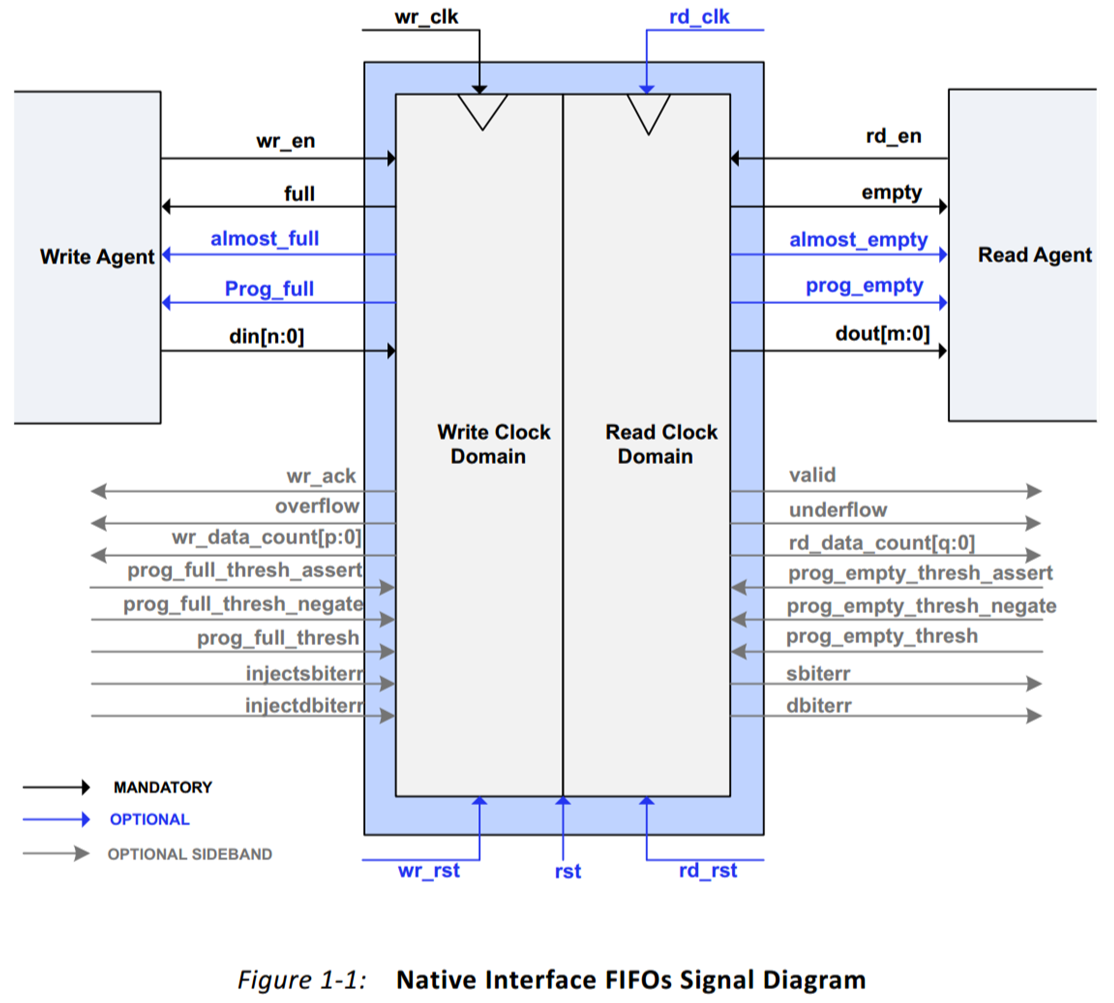 wr_clk
rd_clk
wr_en
rd_en
full
empty
almost_full
almost_empty
Write Agent
Read Agent
Prog_full
prog_empty
din[n:0]
dout[m:0]
Write Clock
Domain
Read Clock
Domain
wr_ack
valid
overflow
underflow
wr_data_count[p:0]
rd_data_count[q:0]
prog_full_thresh_assert
prog_empty_thresh_assert
prog_full_thresh_negate
prog_empty_thresh_negate
prog_full_thresh
prog_empty_thresh
injectsbiterr
sbiterr
injectdbiterr
dbiterr
MANDATORY
OPTIONAL
OPTIONAL SIDEBAND
wr_rst
rst
rd_rst
Figure 1-1: Native Interface FIFOs Signal Diagram